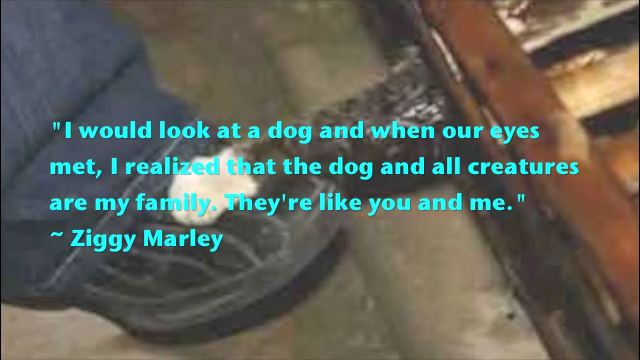 "I would look at a dog and when our eyes
met, I realized that the dog and all creatures
are my family. They're like you and me."
~ Ziggy Marley